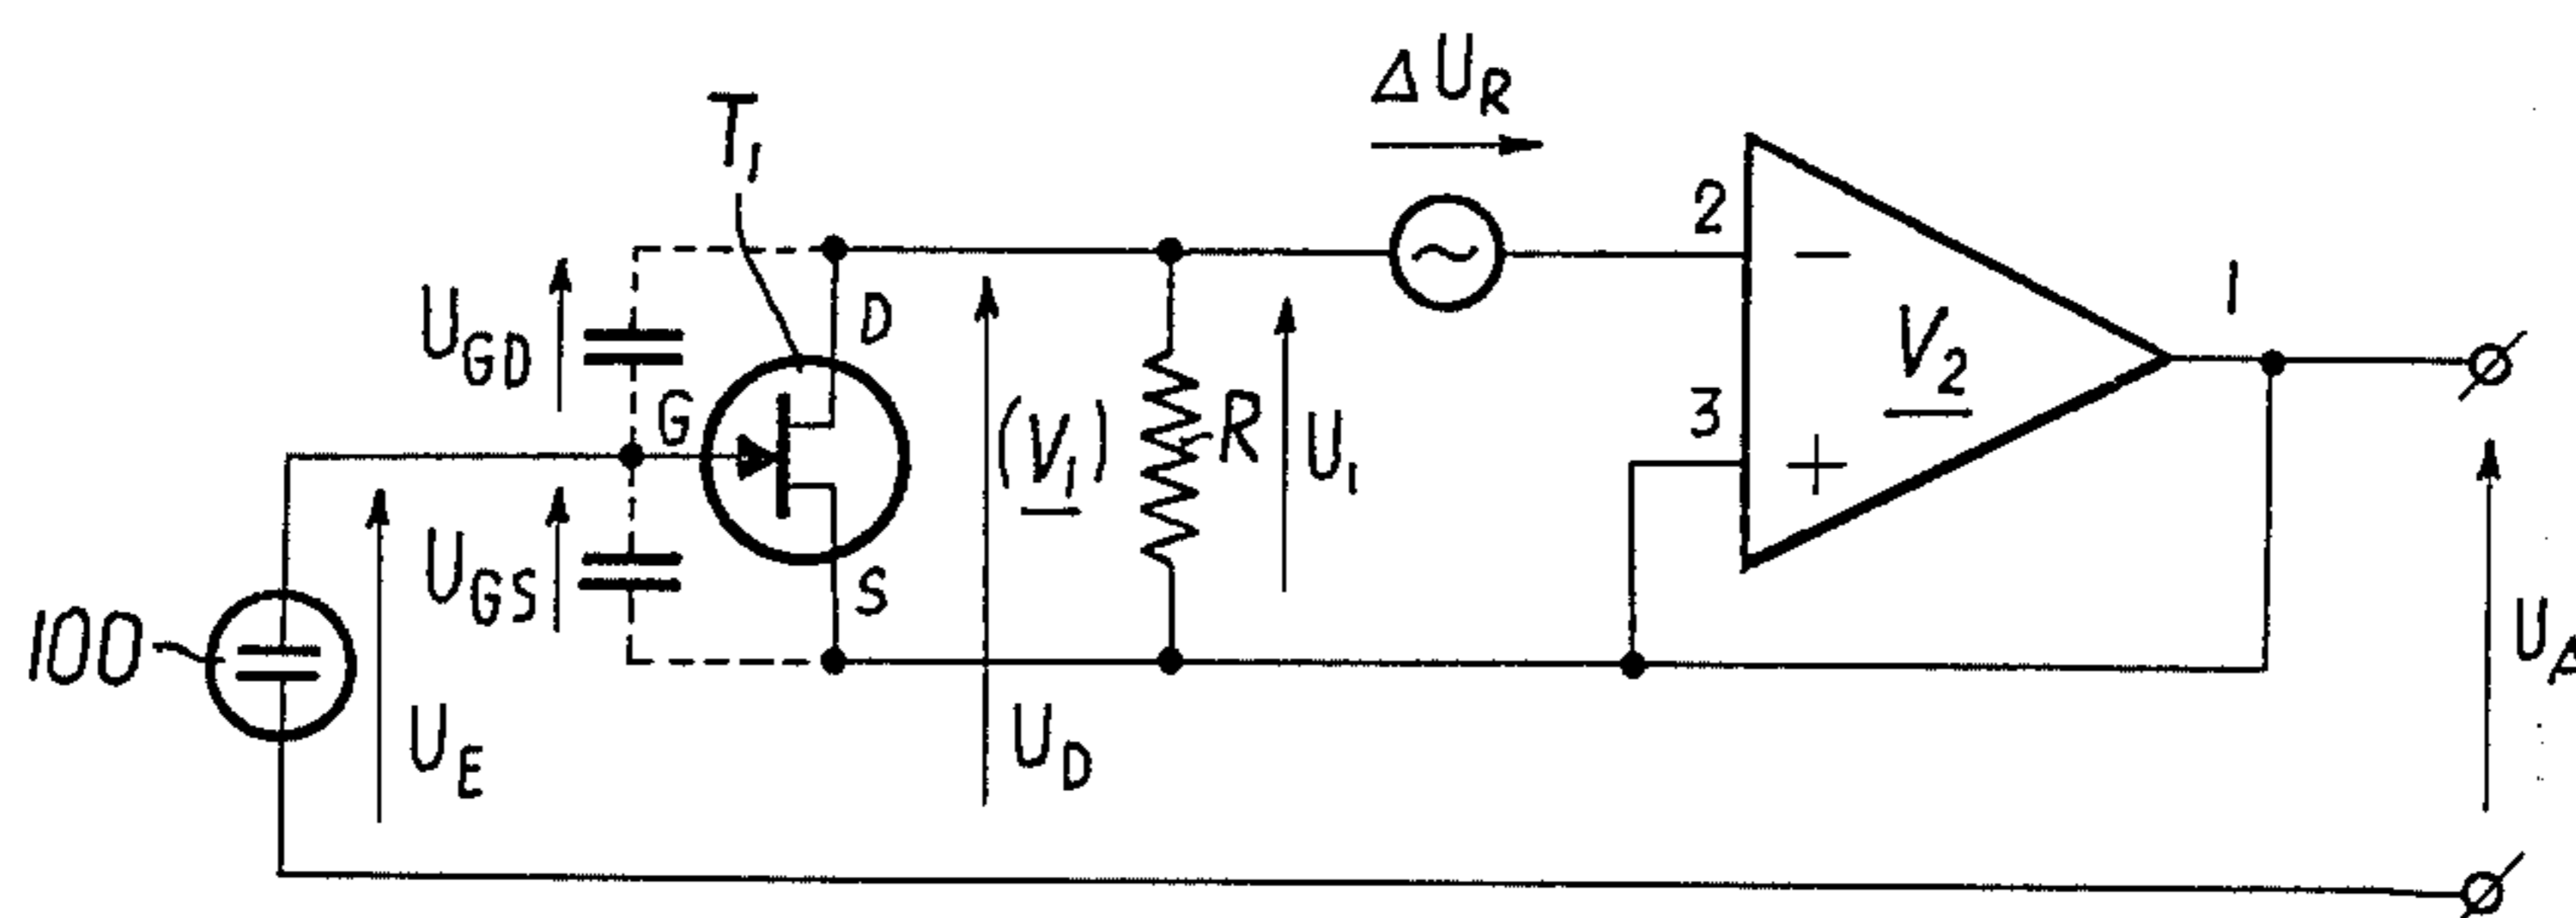 ΔU_R
T_1
2
−
1
U_GD
D
V_2
G
(V_1)
R
U_1
3
+
U_GS
S
100
U_E
U_D
U_A